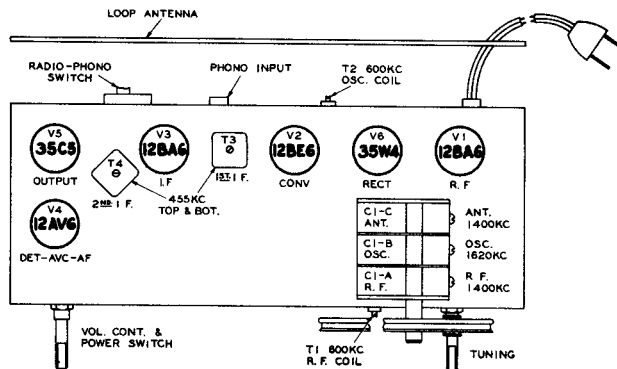 LOOP ANTENNA
RADIO-PHONO
SWITCH
PHONO INPUT
T2 600KC
OSC. COIL
V5
35C5
OUTPUT
T4
2ND I F.
V3
12BA6
I.F
T3
1ST. I F.
455KC
TOP & BOT.
V2
12BE6
CONV
V6
35W4
RECT
V1
12BA6
R. F
V4
12AV6
DET-AVC-AF
C1-C
ANT.
ANT.
1400KC
C1-B
OSC.
OSC.
1620KC
C1-A
R. F.
R F.
1400KC
VOL. CONT. &
POWER SWITCH
T1 600KC
R.F. COIL
TUNING